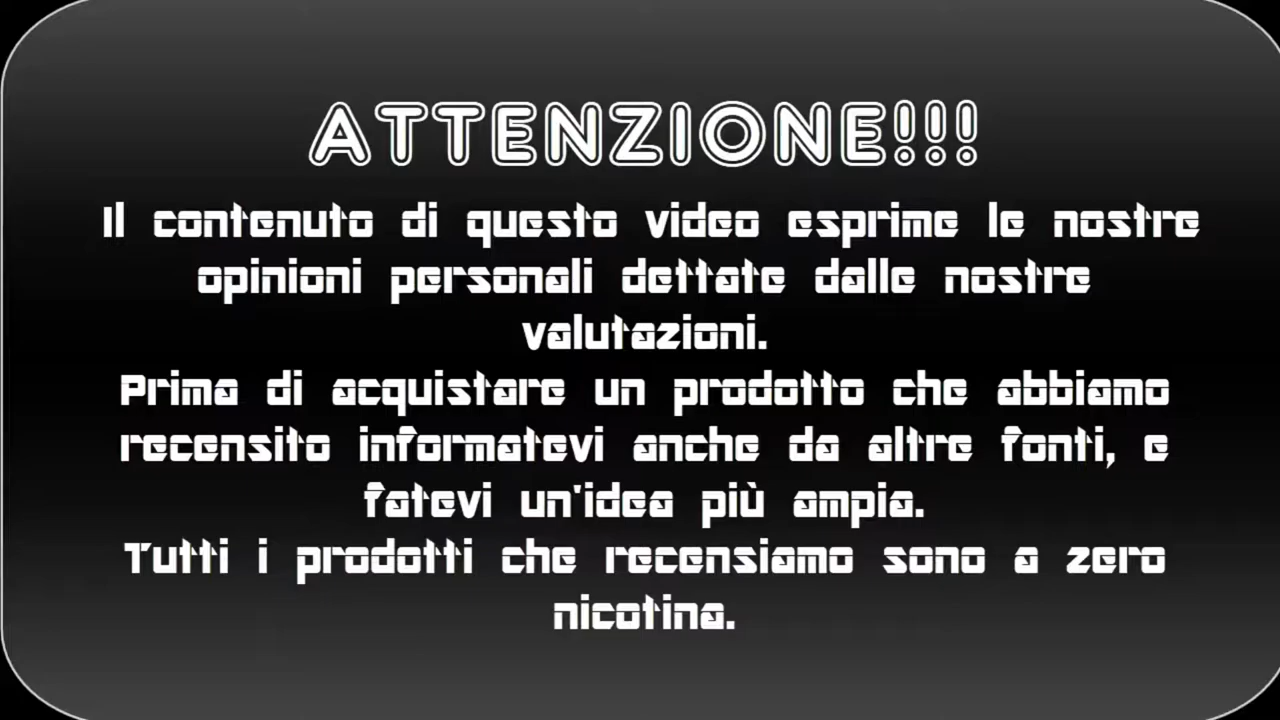 ATTENZIONE!!!
Il contenuto di questo video esprime le nostre
opinioni personali dettate dalle nostre
valutazioni.
Prima di acquistare un prodotto che abbiamo
recensito informatevi anche da altre fonti, e
fatevi un'idea più ampia.
Tutti i prodotti che recensiamo sono a zero
nicotina.